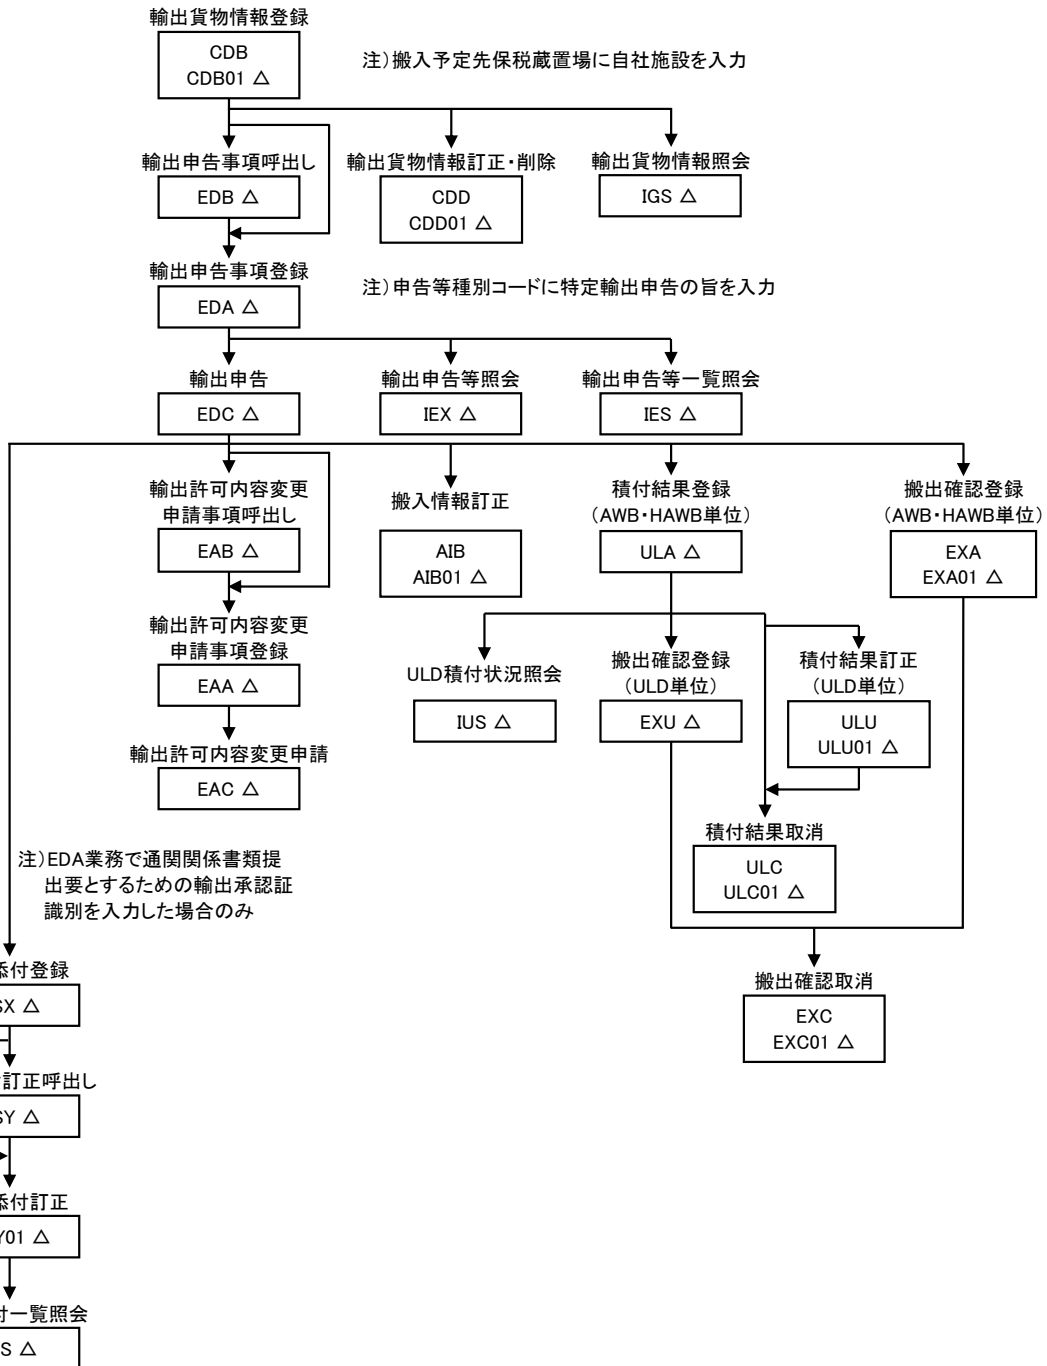 輸出貨物情報登録
CDB
CDB01 △
注）搬入予定先保税蔵置場に自社施設を入力
輸出申告事項呼出し
EDB △
輸出貨物情報訂正・削除
CDD
CDD01 △
輸出貨物情報照会
IGS △
輸出申告事項登録
EDA △
注）申告等種別コードに特定輸出申告の旨を入力
輸出申告
EDC △
輸出申告等照会
IEX △
輸出申告等一覧照会
IES △
輸出許可内容変更
申請事項呼出し
EAB △
搬入情報訂正
AIB
AIB01 △
積付結果登録
（AWB・HAWB単位）
ULA △
搬出確認登録
（AWB・HAWB単位）
EXA
EXA01 △
輸出許可内容変更
申請事項登録
EAA △
ULD積付状況照会
IUS △
搬出確認登録
（ULD単位）
EXU △
積付結果訂正
（ULD単位）
ULU
ULU01 △
輸出許可内容変更申請
EAC △
積付結果取消
ULC
ULC01 △
注）EDA業務で通関関係書類提
出要とするための輸出承認証
識別を入力した場合のみ
添付登録
SX △
搬出確認取消
EXC
EXC01 △
訂正呼出し
SY △
添付訂正
Y01 △
付一覧照会
S △